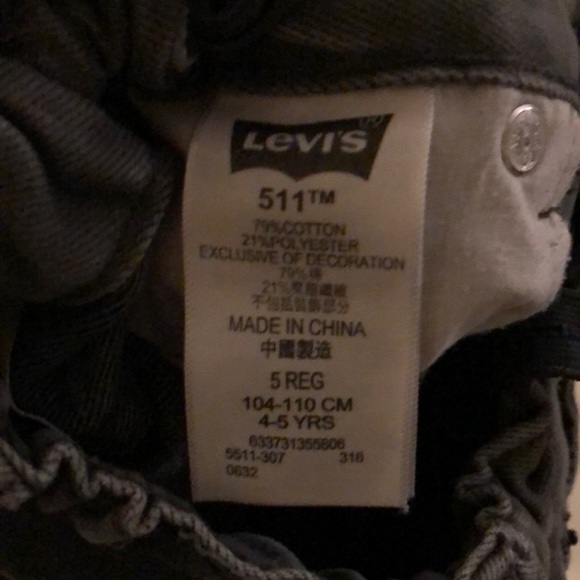 LEVI'S
511™
79%COTTON
21%POLYESTER
EXCLUSIVE OF DECORATION
79%棉
21%聚酯纖維
不包括裝飾部分
MADE IN CHINA
中國製造
5 REG
104-110 CM
4-5 YRS
633731355806
5511-307 316
0632